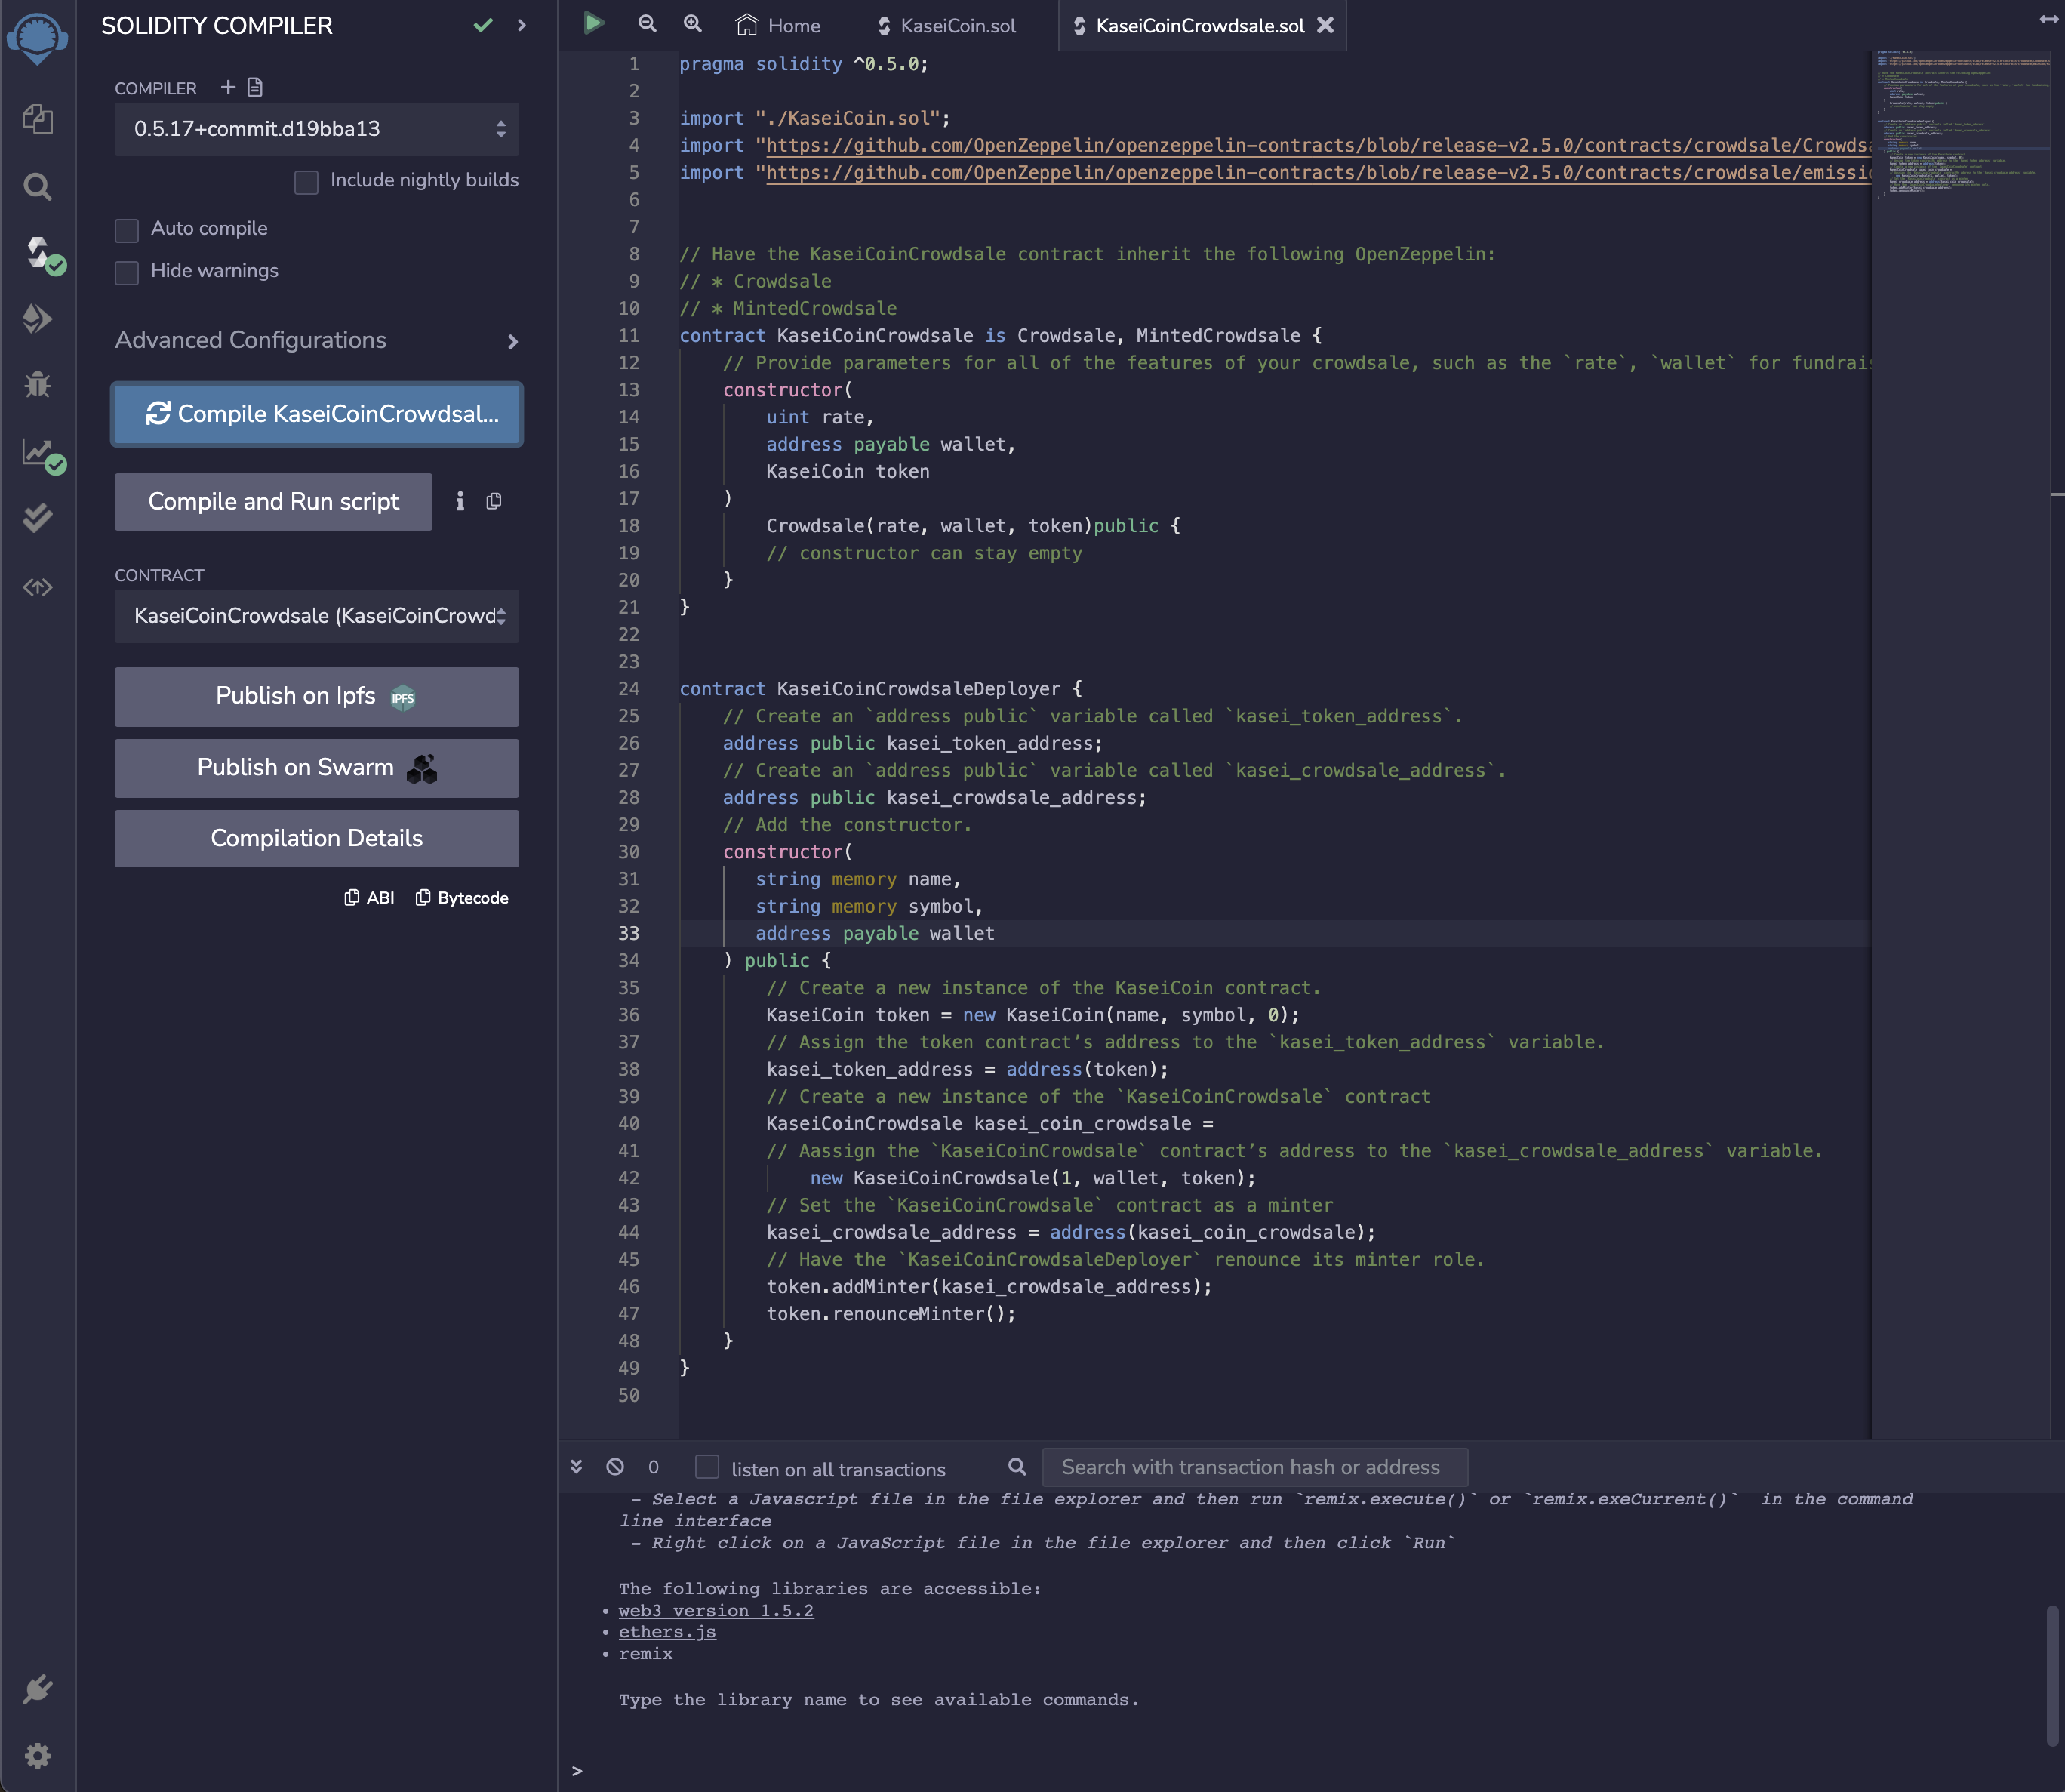 SOLIDITY COMPILER
COMPILER
0.5.17+commit.d19bba13
Include nightly builds
Auto compile
Hide warnings
Advanced Configurations
Compile KaseiCoinCrowdsal...
Compile and Run script
CONTRACT
KaseiCoinCrowdsale (KaseiCoinCrowd
Publish on Ipfs IPFS
Publish on Swarm
Compilation Details
ABI Bytecode
Home KaseiCoin.sol KaseiCoinCrowdsale.sol
1 pragma solidity ^0.5.0;
2
3 import "./KaseiCoin.sol";
4 import "https://github.com/OpenZeppelin/openzeppelin-contracts/blob/release-v2.5.0/contracts/crowdsale/Crowdsa
5 import "https://github.com/OpenZeppelin/openzeppelin-contracts/blob/release-v2.5.0/contracts/crowdsale/emissio
6
7
8 // Have the KaseiCoinCrowdsale contract inherit the following OpenZeppelin:
9 // * Crowdsale
10 // * MintedCrowdsale
11 contract KaseiCoinCrowdsale is Crowdsale, MintedCrowdsale {
12 // Provide parameters for all of the features of your crowdsale, such as the `rate`, `wallet` for fundrais
13 constructor(
14 uint rate,
15 address payable wallet,
16 KaseiCoin token
17 )
18 Crowdsale(rate, wallet, token)public {
19 // constructor can stay empty
20 }
21 }
22
23
24 contract KaseiCoinCrowdsaleDeployer {
25 // Create an `address public` variable called `kasei_token_address`.
26 address public kasei_token_address;
27 // Create an `address public` variable called `kasei_crowdsale_address`.
28 address public kasei_crowdsale_address;
29 // Add the constructor.
30 constructor(
31 string memory name,
32 string memory symbol,
33 address payable wallet
34 ) public {
35 // Create a new instance of the KaseiCoin contract.
36 KaseiCoin token = new KaseiCoin(name, symbol, 0);
37 // Assign the token contract’s address to the `kasei_token_address` variable.
38 kasei_token_address = address(token);
39 // Create a new instance of the `KaseiCoinCrowdsale` contract
40 KaseiCoinCrowdsale kasei_coin_crowdsale =
41 // Aassign the `KaseiCoinCrowdsale` contract’s address to the `kasei_crowdsale_address` variable.
42 new KaseiCoinCrowdsale(1, wallet, token);
43 // Set the `KaseiCoinCrowdsale` contract as a minter
44 kasei_crowdsale_address = address(kasei_coin_crowdsale);
45 // Have the `KaseiCoinCrowdsaleDeployer` renounce its minter role.
46 token.addMinter(kasei_crowdsale_address);
47 token.renounceMinter();
48 }
49 }
50
0 listen on all transactions Search with transaction hash or address
- Select a Javascript file in the file explorer and then run `remix.execute()` or `remix.exeCurrent()` in the command
line interface
- Right click on a JavaScript file in the file explorer and then click `Run`
The following libraries are accessible:
• web3 version 1.5.2
• ethers.js
• remix
Type the library name to see available commands.
>